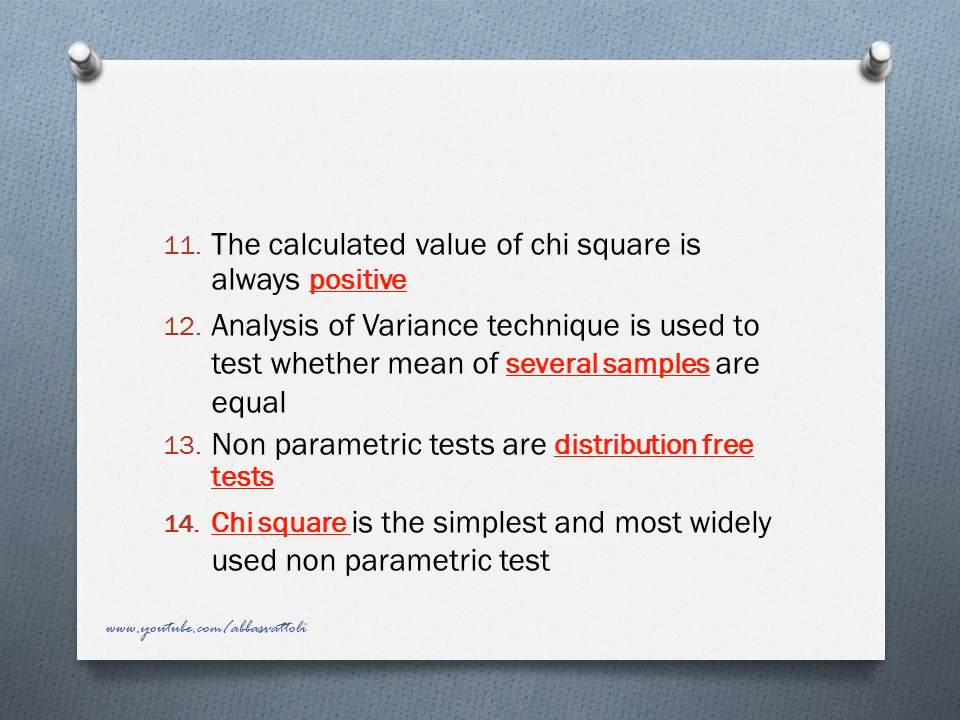 11. The calculated value of chi square is
always positive
12. Analysis of Variance technique is used to
test whether mean of several samples are
equal
13. Non parametric tests are distribution free
tests
14. Chi square is the simplest and most widely
used non parametric test
www.youtube.com/abbasvattoli